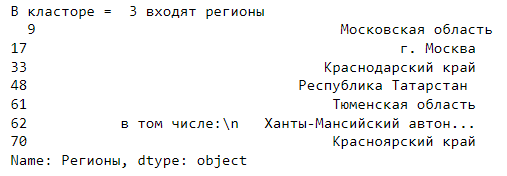 В класторе =  3 входят регионы
9 Московская область
17 г. Москва
33 Краснодарский край
48 Республика Татарстан
61 Тюменская область
62 в том числе:\n Ханты-Мансийский автон...
70 Красноярский край
Name: Регионы, dtype: object